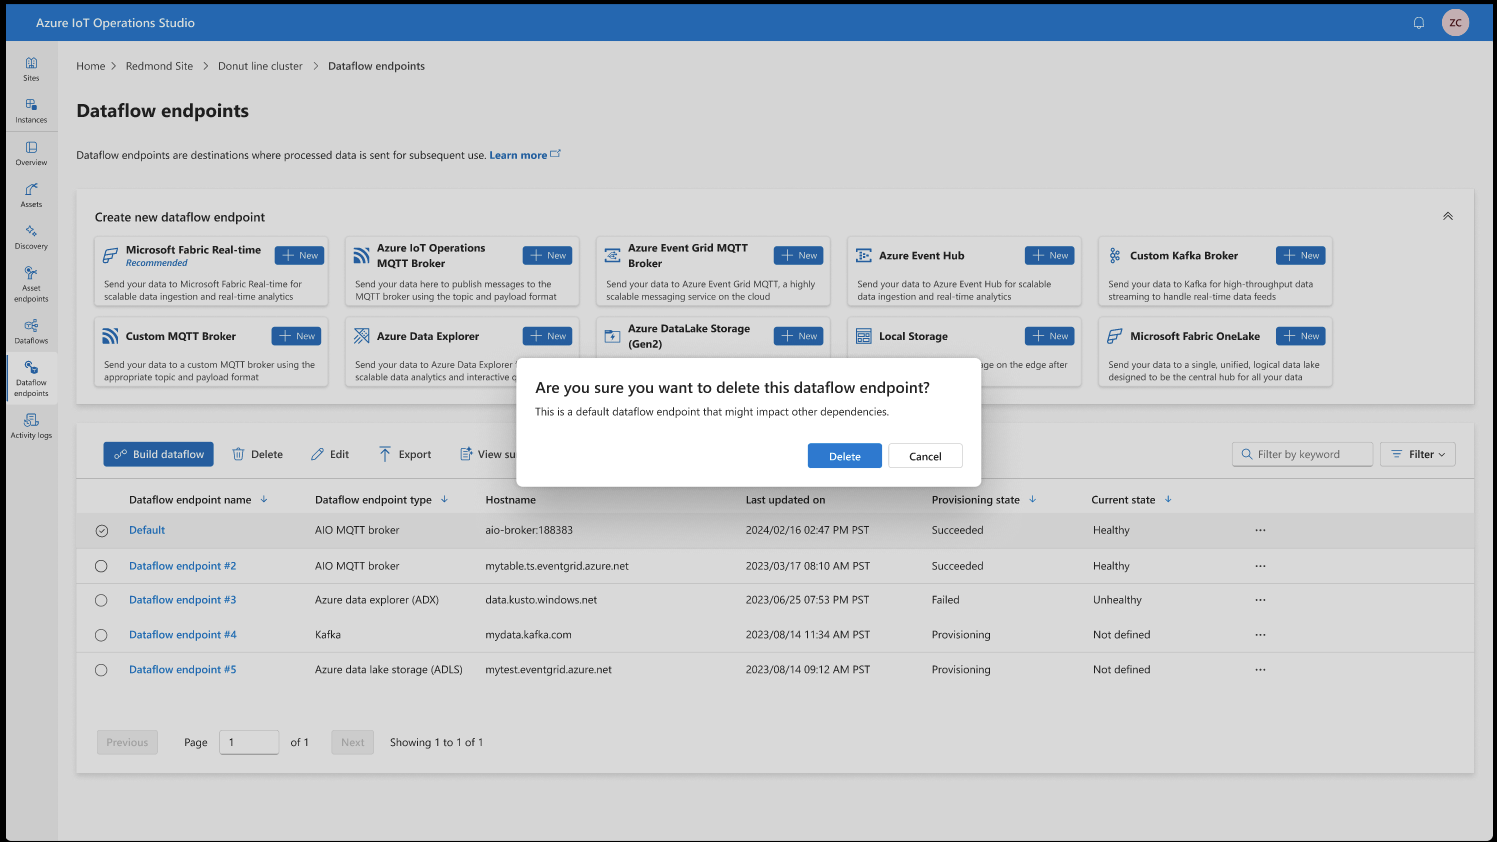 Azure IoT Operations Studio
ZC
Sites
Instances
Overview
Assets
Discovery
Asset
endpoints
Dataflows
Dataflow
endpoints
Activity logs
Home > Redmond Site > Donut line cluster > Dataflow endpoints
Dataflow endpoints
Dataflow endpoints are destinations where processed data is sent for subsequent use. Learn more
Create new dataflow endpoint
Microsoft Fabric Real-time
Recommended
New
Send your data to Microsoft Fabric Real-time for
scalable data ingestion and real-time analytics
Azure IoT Operations
MQTT Broker
New
Send your data here to publish messages to the
MQTT broker using the topic and payload format
Azure Event Grid MQTT
Broker
New
Send your data to Azure Event Grid MQTT, a highly
scalable messaging service on the cloud
Azure Event Hub
New
Send your data to Azure Event Hub for scalable
data ingestion and real-time analytics
Custom Kafka Broker
New
Send your data to Kafka for high-throughput data
streaming to handle real-time data feeds
Custom MQTT Broker
New
Send your data to a custom MQTT broker using the
appropriate topic and payload format
Azure Data Explorer
New
Send your data to Azure Data Explorer
scalable data analytics and interactive
Azure DataLake Storage
(Gen2)
New
Local Storage
New
age on the edge after
Microsoft Fabric OneLake
New
Send your data to a single, unified, logical data lake
designed to be the central hub for all your data
Are you sure you want to delete this dataflow endpoint?
This is a default dataflow endpoint that might impact other dependencies.
Delete
Cancel
Build dataflow
Delete
Edit
Export
View su
Filter by keyword
Filter
Dataflow endpoint name Dataflow endpoint type Hostname Last updated on Provisioning state Current state
Default AIO MQTT broker aio-broker:188383 2024/02/16 02:47 PM PST Succeeded Healthy ...
Dataflow endpoint #2 AIO MQTT broker mytable.ts.eventgrid.azure.net 2023/03/17 08:10 AM PST Succeeded Healthy ...
Dataflow endpoint #3 Azure data explorer (ADX) data.kusto.windows.net 2023/06/25 07:53 PM PST Failed Unhealthy ...
Dataflow endpoint #4 Kafka mydata.kafka.com 2023/08/14 11:34 AM PST Provisioning Not defined ...
Dataflow endpoint #5 Azure data lake storage (ADLS) mytest.eventgrid.azure.net 2023/08/14 09:12 AM PST Provisioning Not defined ...
Previous Page 1 of 1 Next Showing 1 to 1 of 1